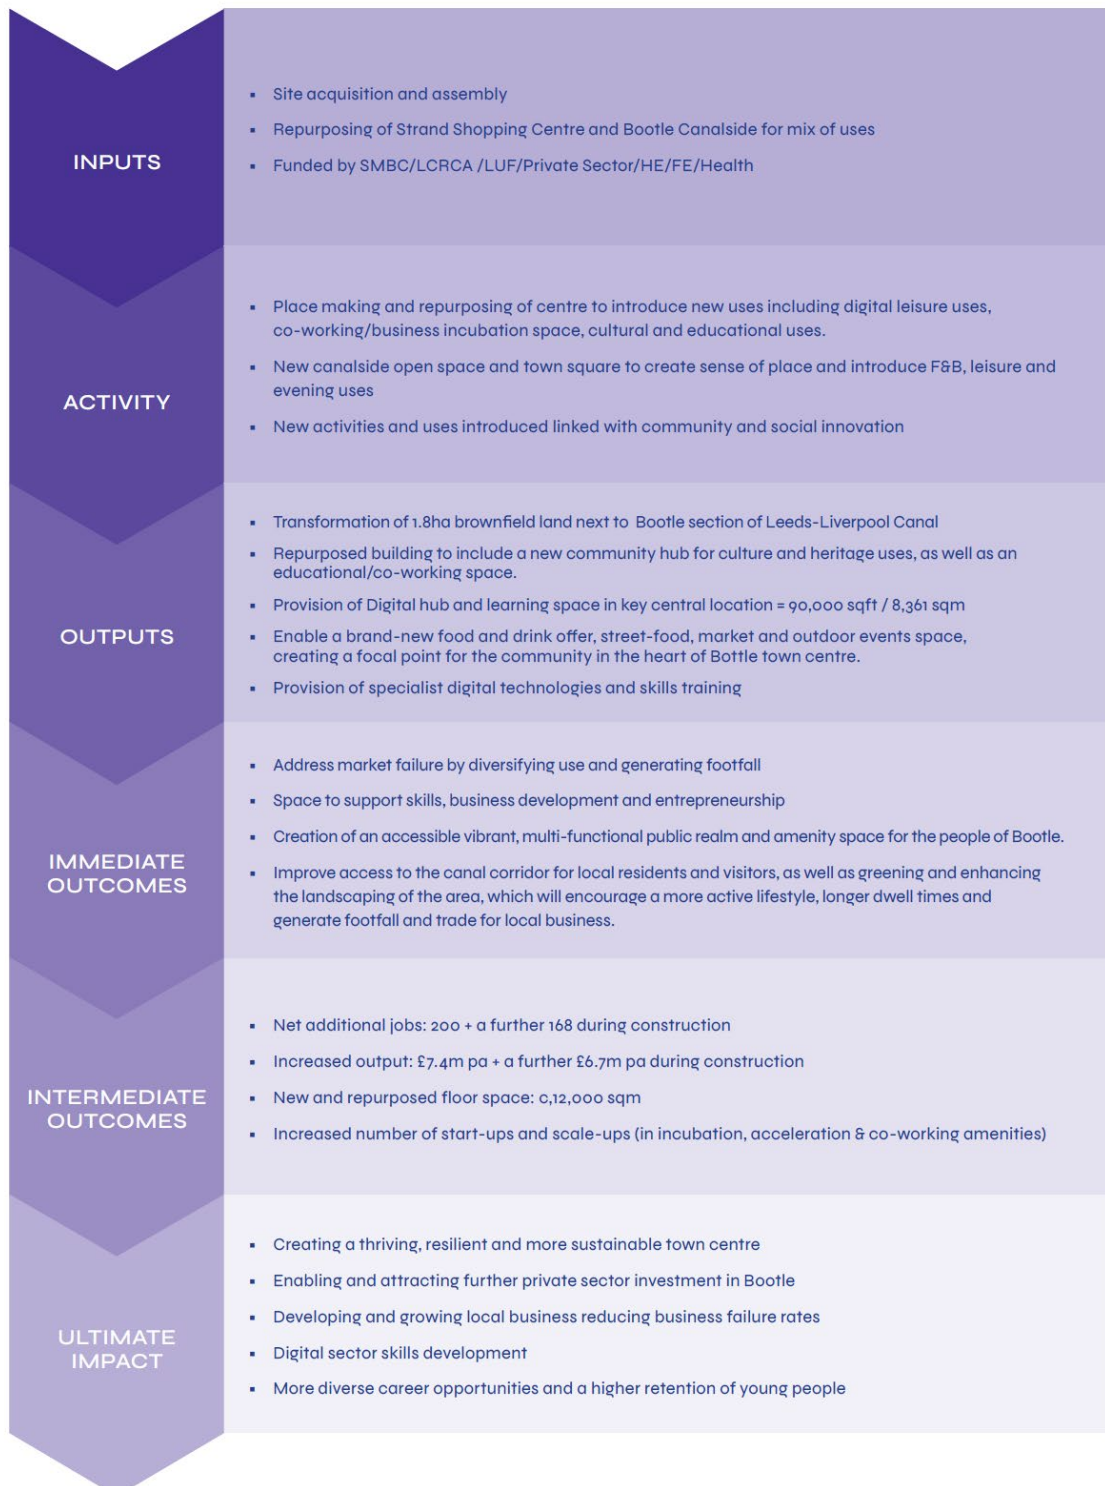 INPUTS
▪ Site acquisition and assembly
▪ Repurposing of Strand Shopping Centre and Bootle Canalside for mix of uses
▪ Funded by SMBC/LCRCA /LUF/Private Sector/HE/FE/Health
ACTIVITY
▪ Place making and repurposing of centre to introduce new uses including digital leisure uses,
co-working/business incubation space, cultural and educational uses.
▪ New canalside open space and town square to create sense of place and introduce F&B, leisure and
evening uses
▪ New activities and uses introduced linked with community and social innovation
OUTPUTS
▪ Transformation of 1.8ha brownfield land next to Bootle section of Leeds-Liverpool Canal
▪ Repurposed building to include a new community hub for culture and heritage uses, as well as an
educational/co-working space.
▪ Provision of Digital hub and learning space in key central location = 90,000 sqft / 8,361 sqm
▪ Enable a brand-new food and drink offer, street-food, market and outdoor events space,
creating a focal point for the community in the heart of Bottle town centre.
▪ Provision of specialist digital technologies and skills training
IMMEDIATE
OUTCOMES
▪ Address market failure by diversifying use and generating footfall
▪ Space to support skills, business development and entrepreneurship
▪ Creation of an accessible vibrant, multi-functional public realm and amenity space for the people of Bootle.
▪ Improve access to the canal corridor for local residents and visitors, as well as greening and enhancing
the landscaping of the area, which will encourage a more active lifestyle, longer dwell times and
generate footfall and trade for local business.
INTERMEDIATE
OUTCOMES
▪ Net additional jobs: 200 + a further 168 during construction
▪ Increased output: £7.4m pa + a further £6.7m pa during construction
▪ New and repurposed floor space: c,12,000 sqm
▪ Increased number of start-ups and scale-ups (in incubation, acceleration & co-working amenities)
ULTIMATE
IMPACT
▪ Creating a thriving, resilient and more sustainable town centre
▪ Enabling and attracting further private sector investment in Bootle
▪ Developing and growing local business reducing business failure rates
▪ Digital sector skills development
▪ More diverse career opportunities and a higher retention of young people